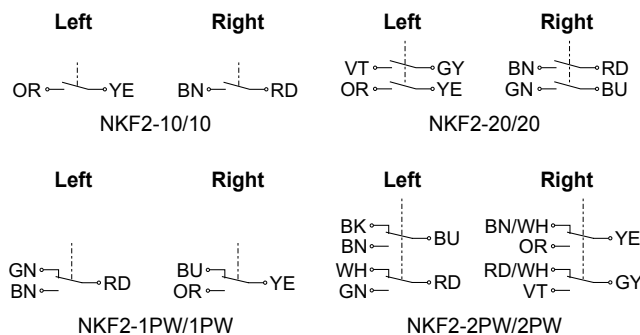 Left Right
OR YE BN RD
NKF2-10/10
Left Right
VT GY BN RD
OR YE GN BU
NKF2-20/20
Left Right
GN RD BU YE
BN OR
NKF2-1PW/1PW
Left Right
BK BU BN/WH YE
BN OR
WH RD RD/WH GY
GN VT
NKF2-2PW/2PW